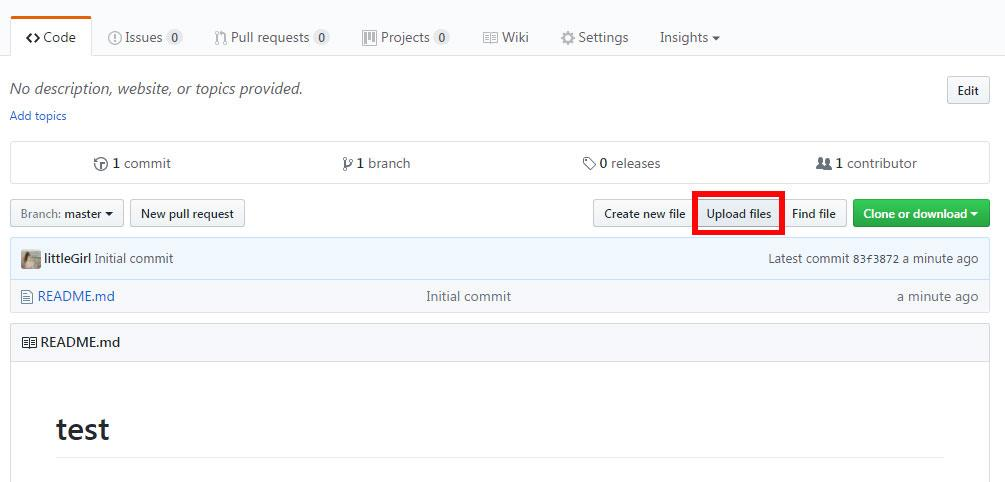 Code Issues 0 Pull requests 0 Projects 0 Wiki Settings Insights
No description, website, or topics provided. Edit
Add topics
1 commit 1 branch 0 releases 1 contributor
Branch: master New pull request Create new file Upload files Find file Clone or download
littleGirl Initial commit Latest commit 83f3872 a minute ago
README.md Initial commit a minute ago
README.md
test